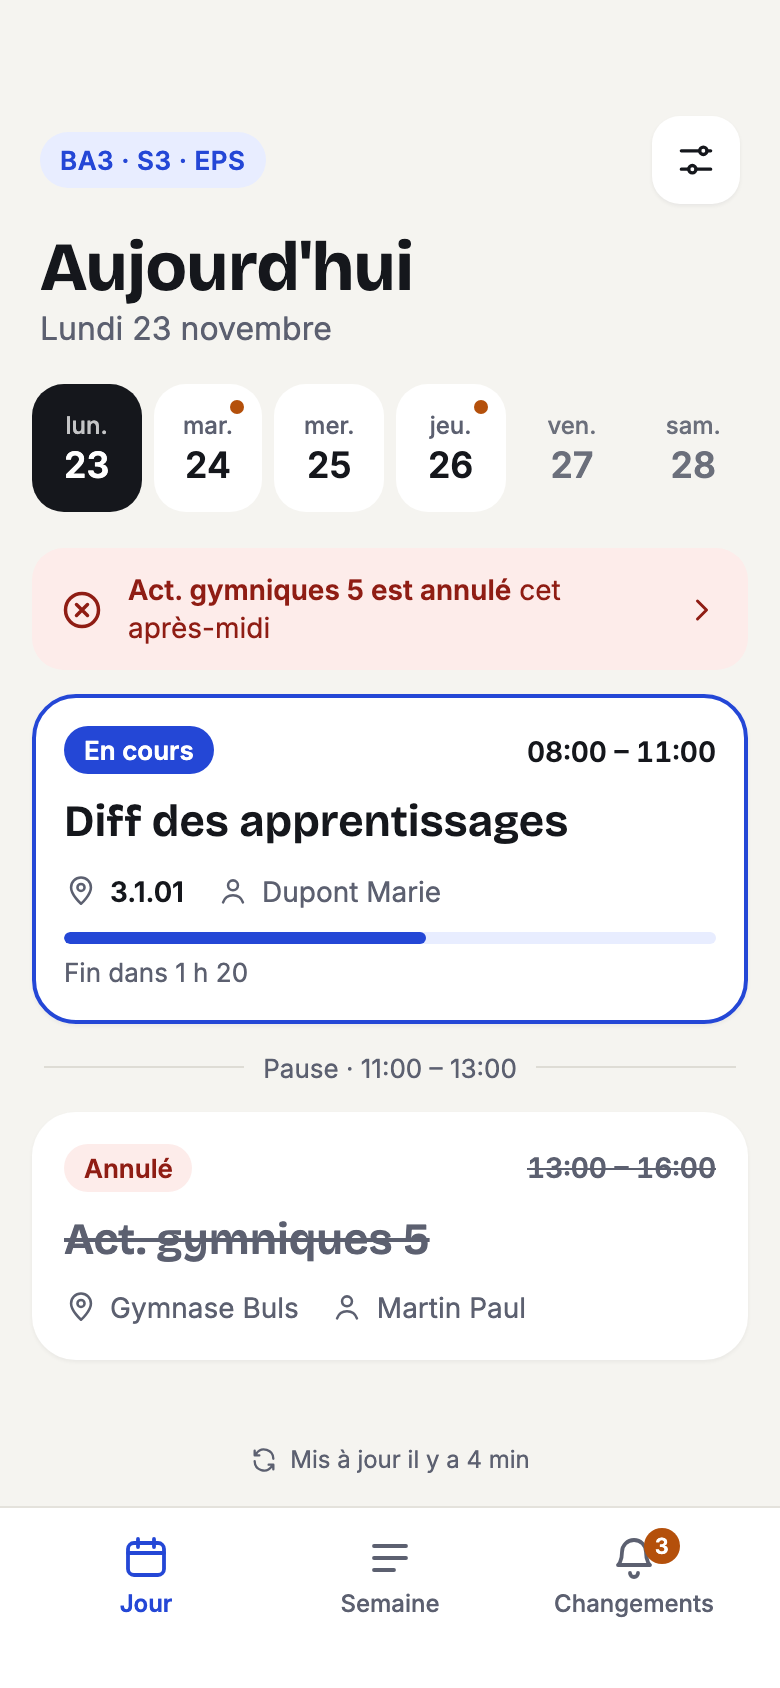 BA3 · S3 · EPS
Aujourd'hui
Lundi 23 novembre
lun. mar. mer. jeu. ven. sam.
23 24 25 26 27 28
Act. gymniques 5 est annulé cet
après-midi
En cours 08:00 – 11:00
Diff des apprentissages
3.1.01 Dupont Marie
Fin dans 1 h 20
Pause · 11:00 – 13:00
Annulé 13:00 – 16:00
Act. gymniques 5
Gymnase Buls Martin Paul
Mis à jour il y a 4 min
3
Jour Semaine Changements